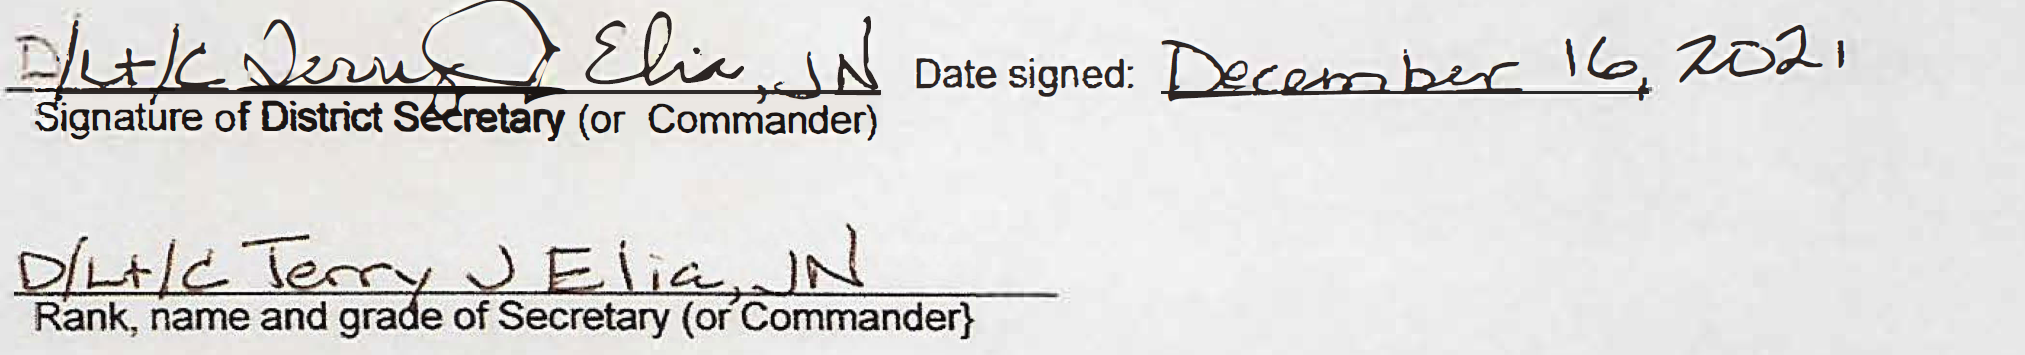 D/Lt/C Terry J Elia, JN Date signed: December 16, 2021
Signature of District Secretary (or Commander)
D/Lt/C Terry J Elia, JN
Rank, name and grade of Secretary (or Commander}